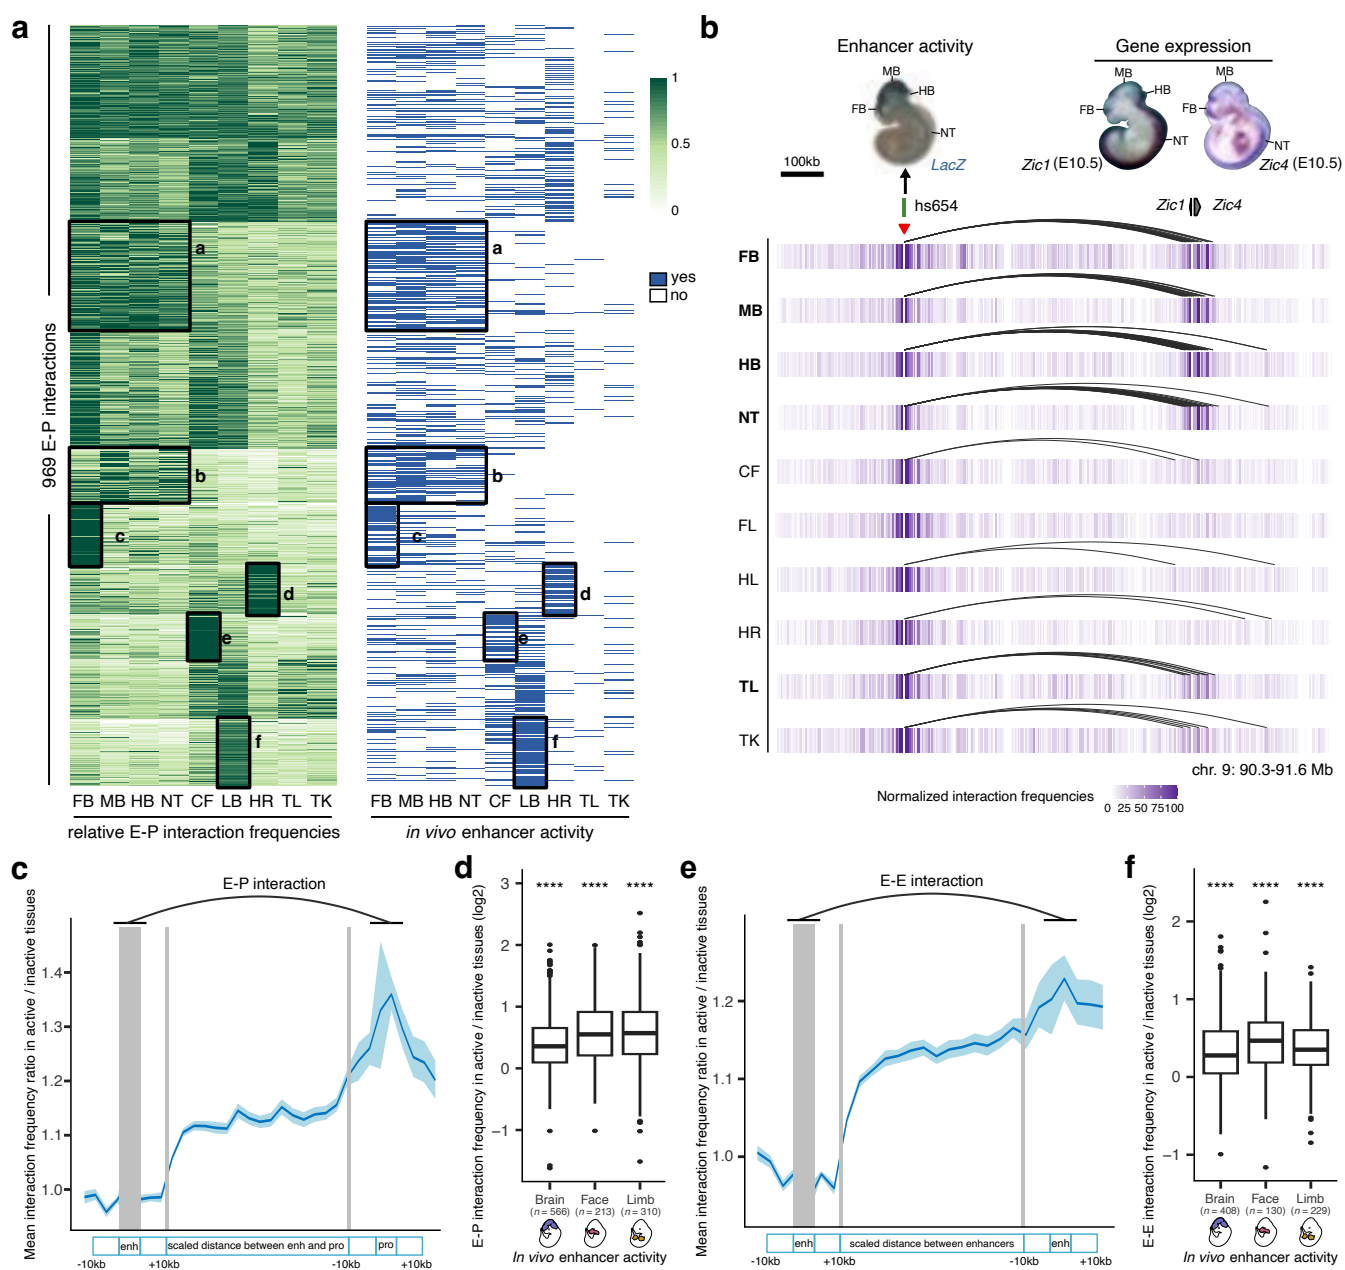 a
969 E-P interactions
a
b
c
d
e
f
FB MB HB NT CF LB HR TL TK
relative E-P interaction frequencies
a
b
c
d
e
f
FB MB HB NT CF LB HR TL TK
in vivo enhancer activity
1
0.5
0
yes
no
b
Enhancer activity
MB
HB
FB
NT
LacZ
100kb
hs654
Gene expression
MB
HB
FB
NT
Zic1 (E10.5)
MB
FB
NT
Zic4 (E10.5)
Zic1
Zic4
FB
MB
HB
NT
CF
FL
HL
HR
TL
TK
chr. 9: 90.3-91.6 Mb
Normalized interaction frequencies
0 25 50 75 100
c
Mean interaction frequency ratio in active / inactive tissues
E-P interaction
1.4
1.3
1.2
1.1
1.0
enh
scaled distance between enh and pro
pro
-10kb
+10kb
-10kb
+10kb
d
E-P interaction frequency in active / inactive tissues (log2)
3
2
1
0
−1
**** **** ****
Brain Face Limb
(n = 566) (n = 213) (n = 310)
In vivo enhancer activity
e
Mean interaction frequency ratio in active / inactive tissues
E-E interaction
1.2
1.1
1.0
enh
scaled distance between enhancers
enh
-10kb
+10kb
-10kb
+10kb
f
E-E interaction frequency in active / inactive tissues (log2)
2
1
0
−1
**** **** ****
Brain Face Limb
(n = 408) (n = 130) (n = 229)
In vivo enhancer activity